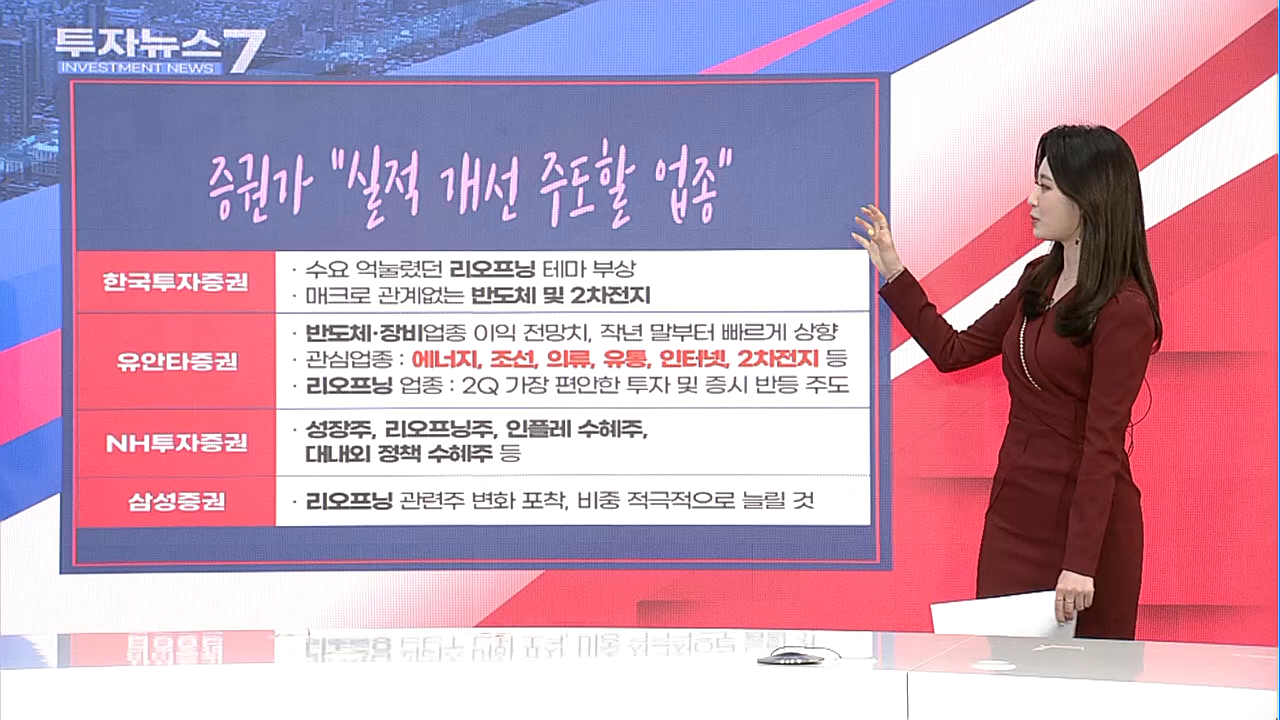 투자뉴스7
INVESTMENT NEWS
증권가 "실적 개선 주도할 업종"
한국투자증권
· 수요 억눌렸던 리오프닝 테마 부상
· 매크로 관계없는 반도체 및 2차전지
유안타증권
· 반도체·장비업종 이익 전망치, 작년 말부터 빠르게 상향
· 관심업종 : 에너지, 조선, 의류, 유통, 인터넷, 2차전지 등
· 리오프닝 업종 : 2Q 가장 편안한 투자 및 증시 반등 주도
NH투자증권
· 성장주, 리오프닝주, 인플레 수혜주,
대내외 정책 수혜주 등
삼성증권
· 리오프닝 관련주 변화 포착, 비중 적극적으로 늘릴 것